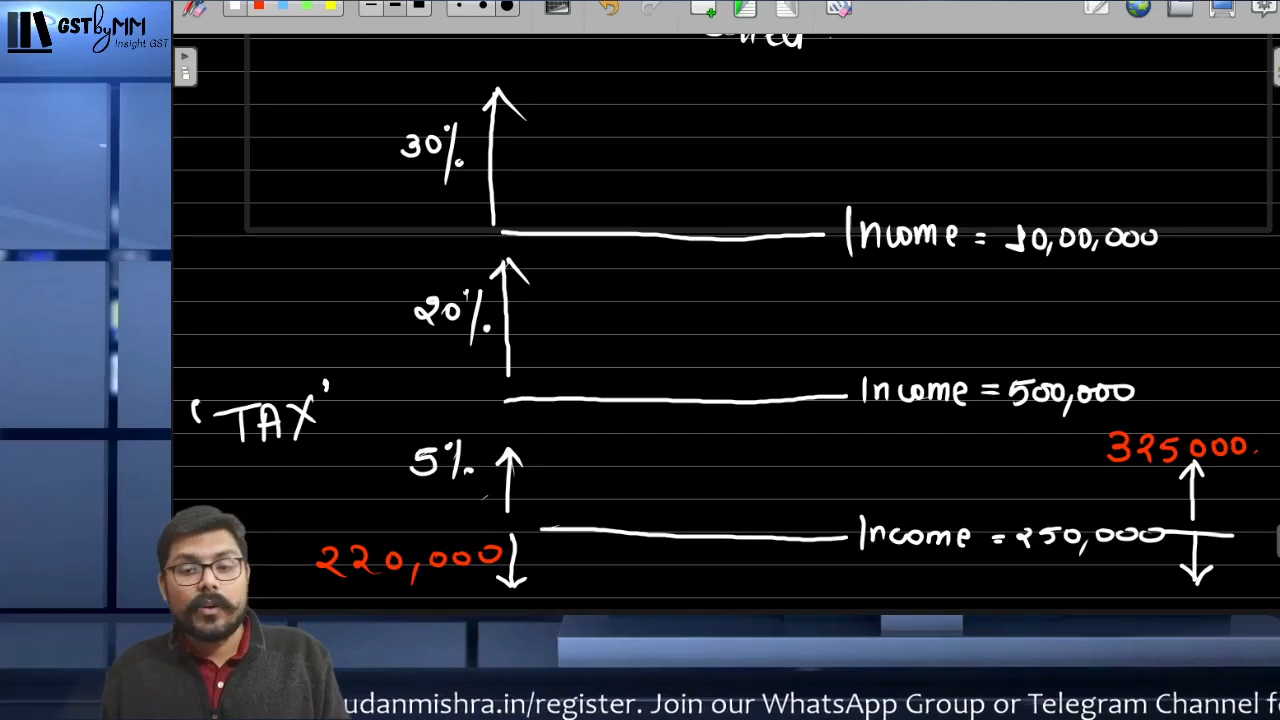 GSTbyMM
Insight GST
30%.
Income = 10,00,000
20%.
Income = 500,000
'TAX'
5%.
325000.
Income = 250,000
220,000
udanmishra.in/register. Join our WhatsApp Group or Telegram Channel f